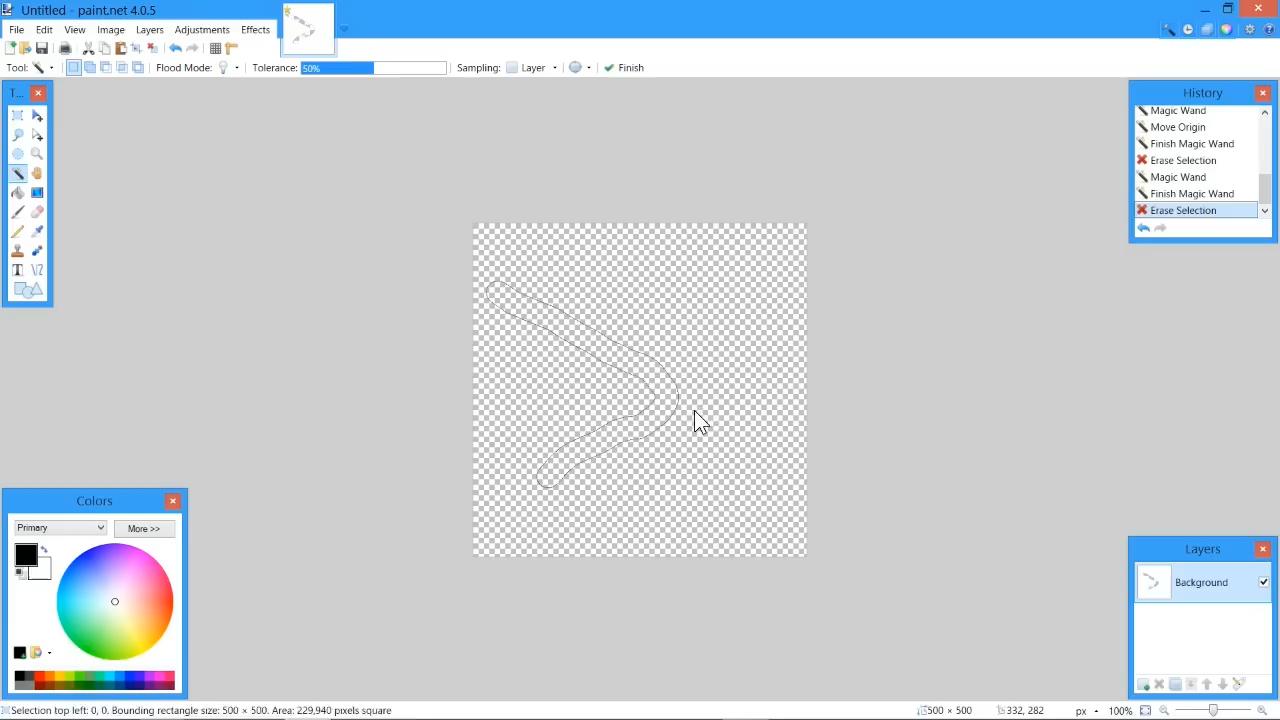 Untitled - paint.net 4.0.5
File Edit View Image Layers Adjustments Effects
Tool: Flood Mode: Tolerance: 50% Sampling: Layer Finish
T...
History
Magic Wand
Move Origin
Finish Magic Wand
Erase Selection
Magic Wand
Finish Magic Wand
Erase Selection
Colors
Primary
More >>
Layers
Background
Selection top left: 0, 0. Bounding rectangle size: 500 × 500. Area: 229,940 pixels square
500 × 500
332, 282
px
100%